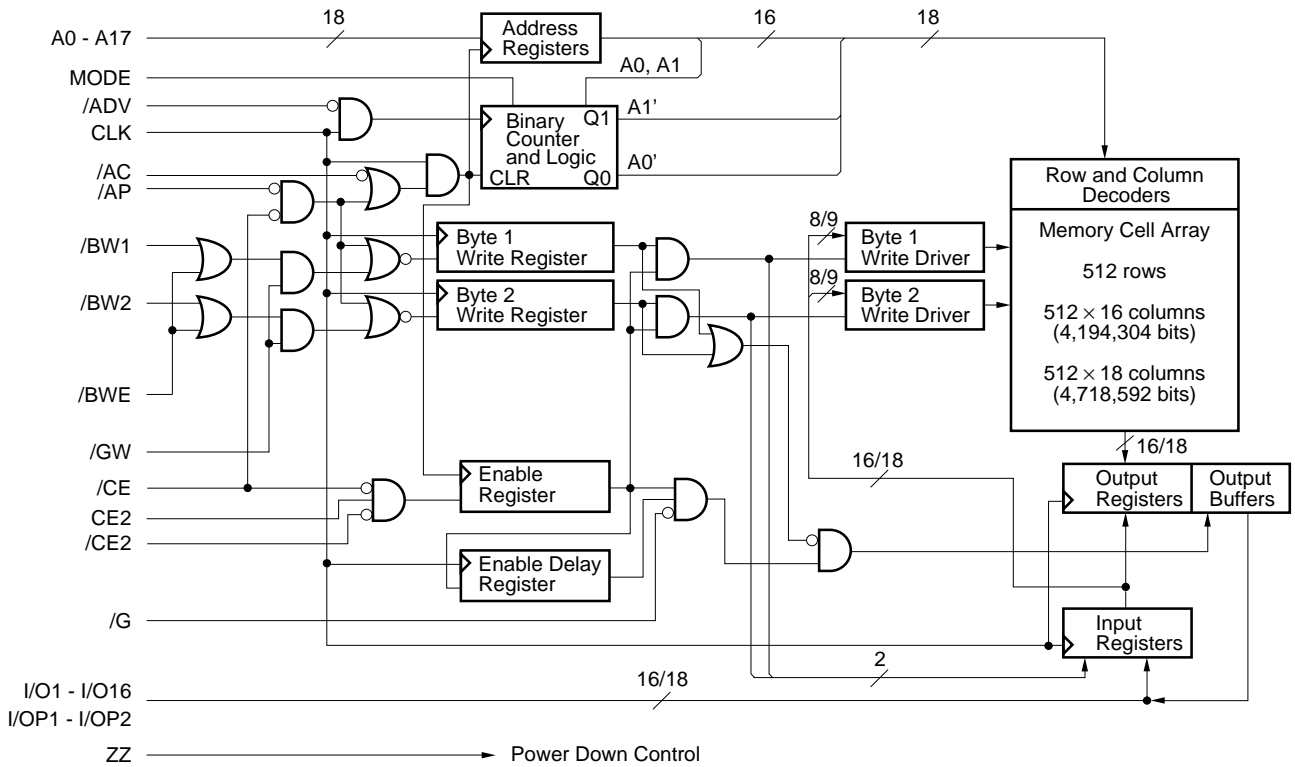 18
16
18
A0 - A17
Address
Registers
MODE
A0, A1
/ADV
CLK
Binary
Counter
and Logic
CLR
Q1
Q0
A1’
A0’
/AC
/AP
Row and Column
Decoders
/BW1
Byte 1
Write Register
8/9
Byte 1
Write Driver
Memory Cell Array
512 rows
512 × 16 columns
(4,194,304 bits)
512 × 18 columns
(4,718,592 bits)
/BW2
Byte 2
Write Register
8/9
Byte 2
Write Driver
/BWE
/GW
16/18
16/18
/CE
CE2
/CE2
Enable
Register
Output
Registers
Output
Buffers
Enable Delay
Register
/G
Input
Registers
2
I/O1 - I/O16
I/OP1 - I/OP2
16/18
ZZ
Power Down Control